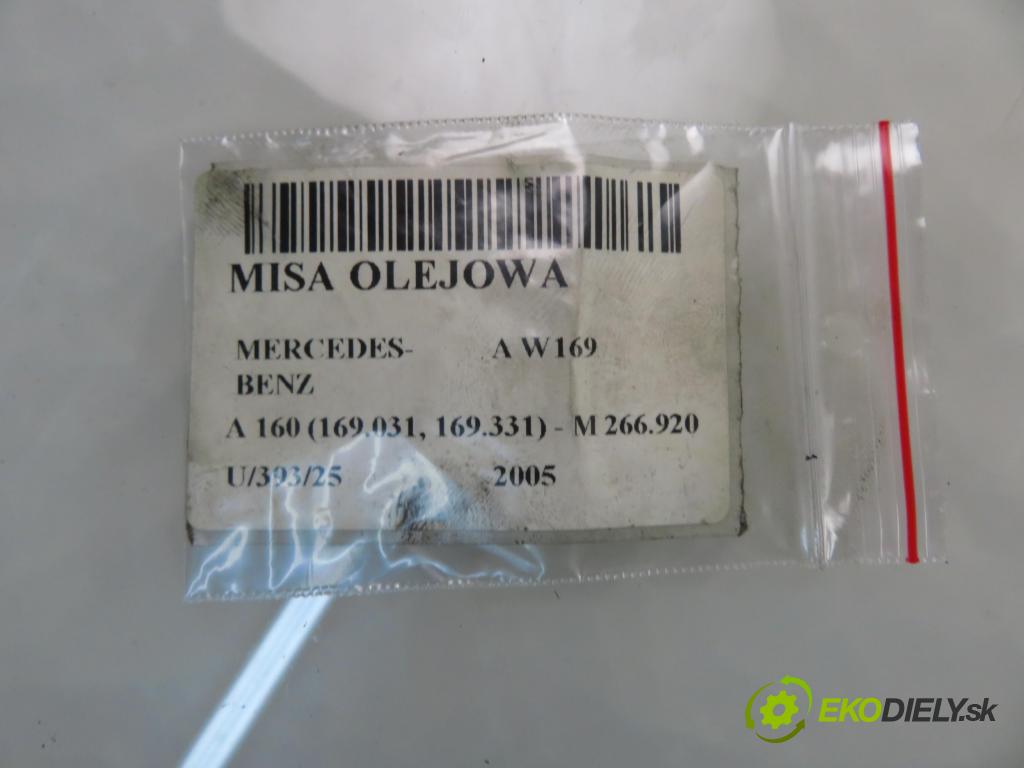 MISA OLEJOWA
MERCEDES- A W169
BENZ
A 160 (169.031, 169.331) - M 266.920
U/393/25 2005
EKODIELY.sk